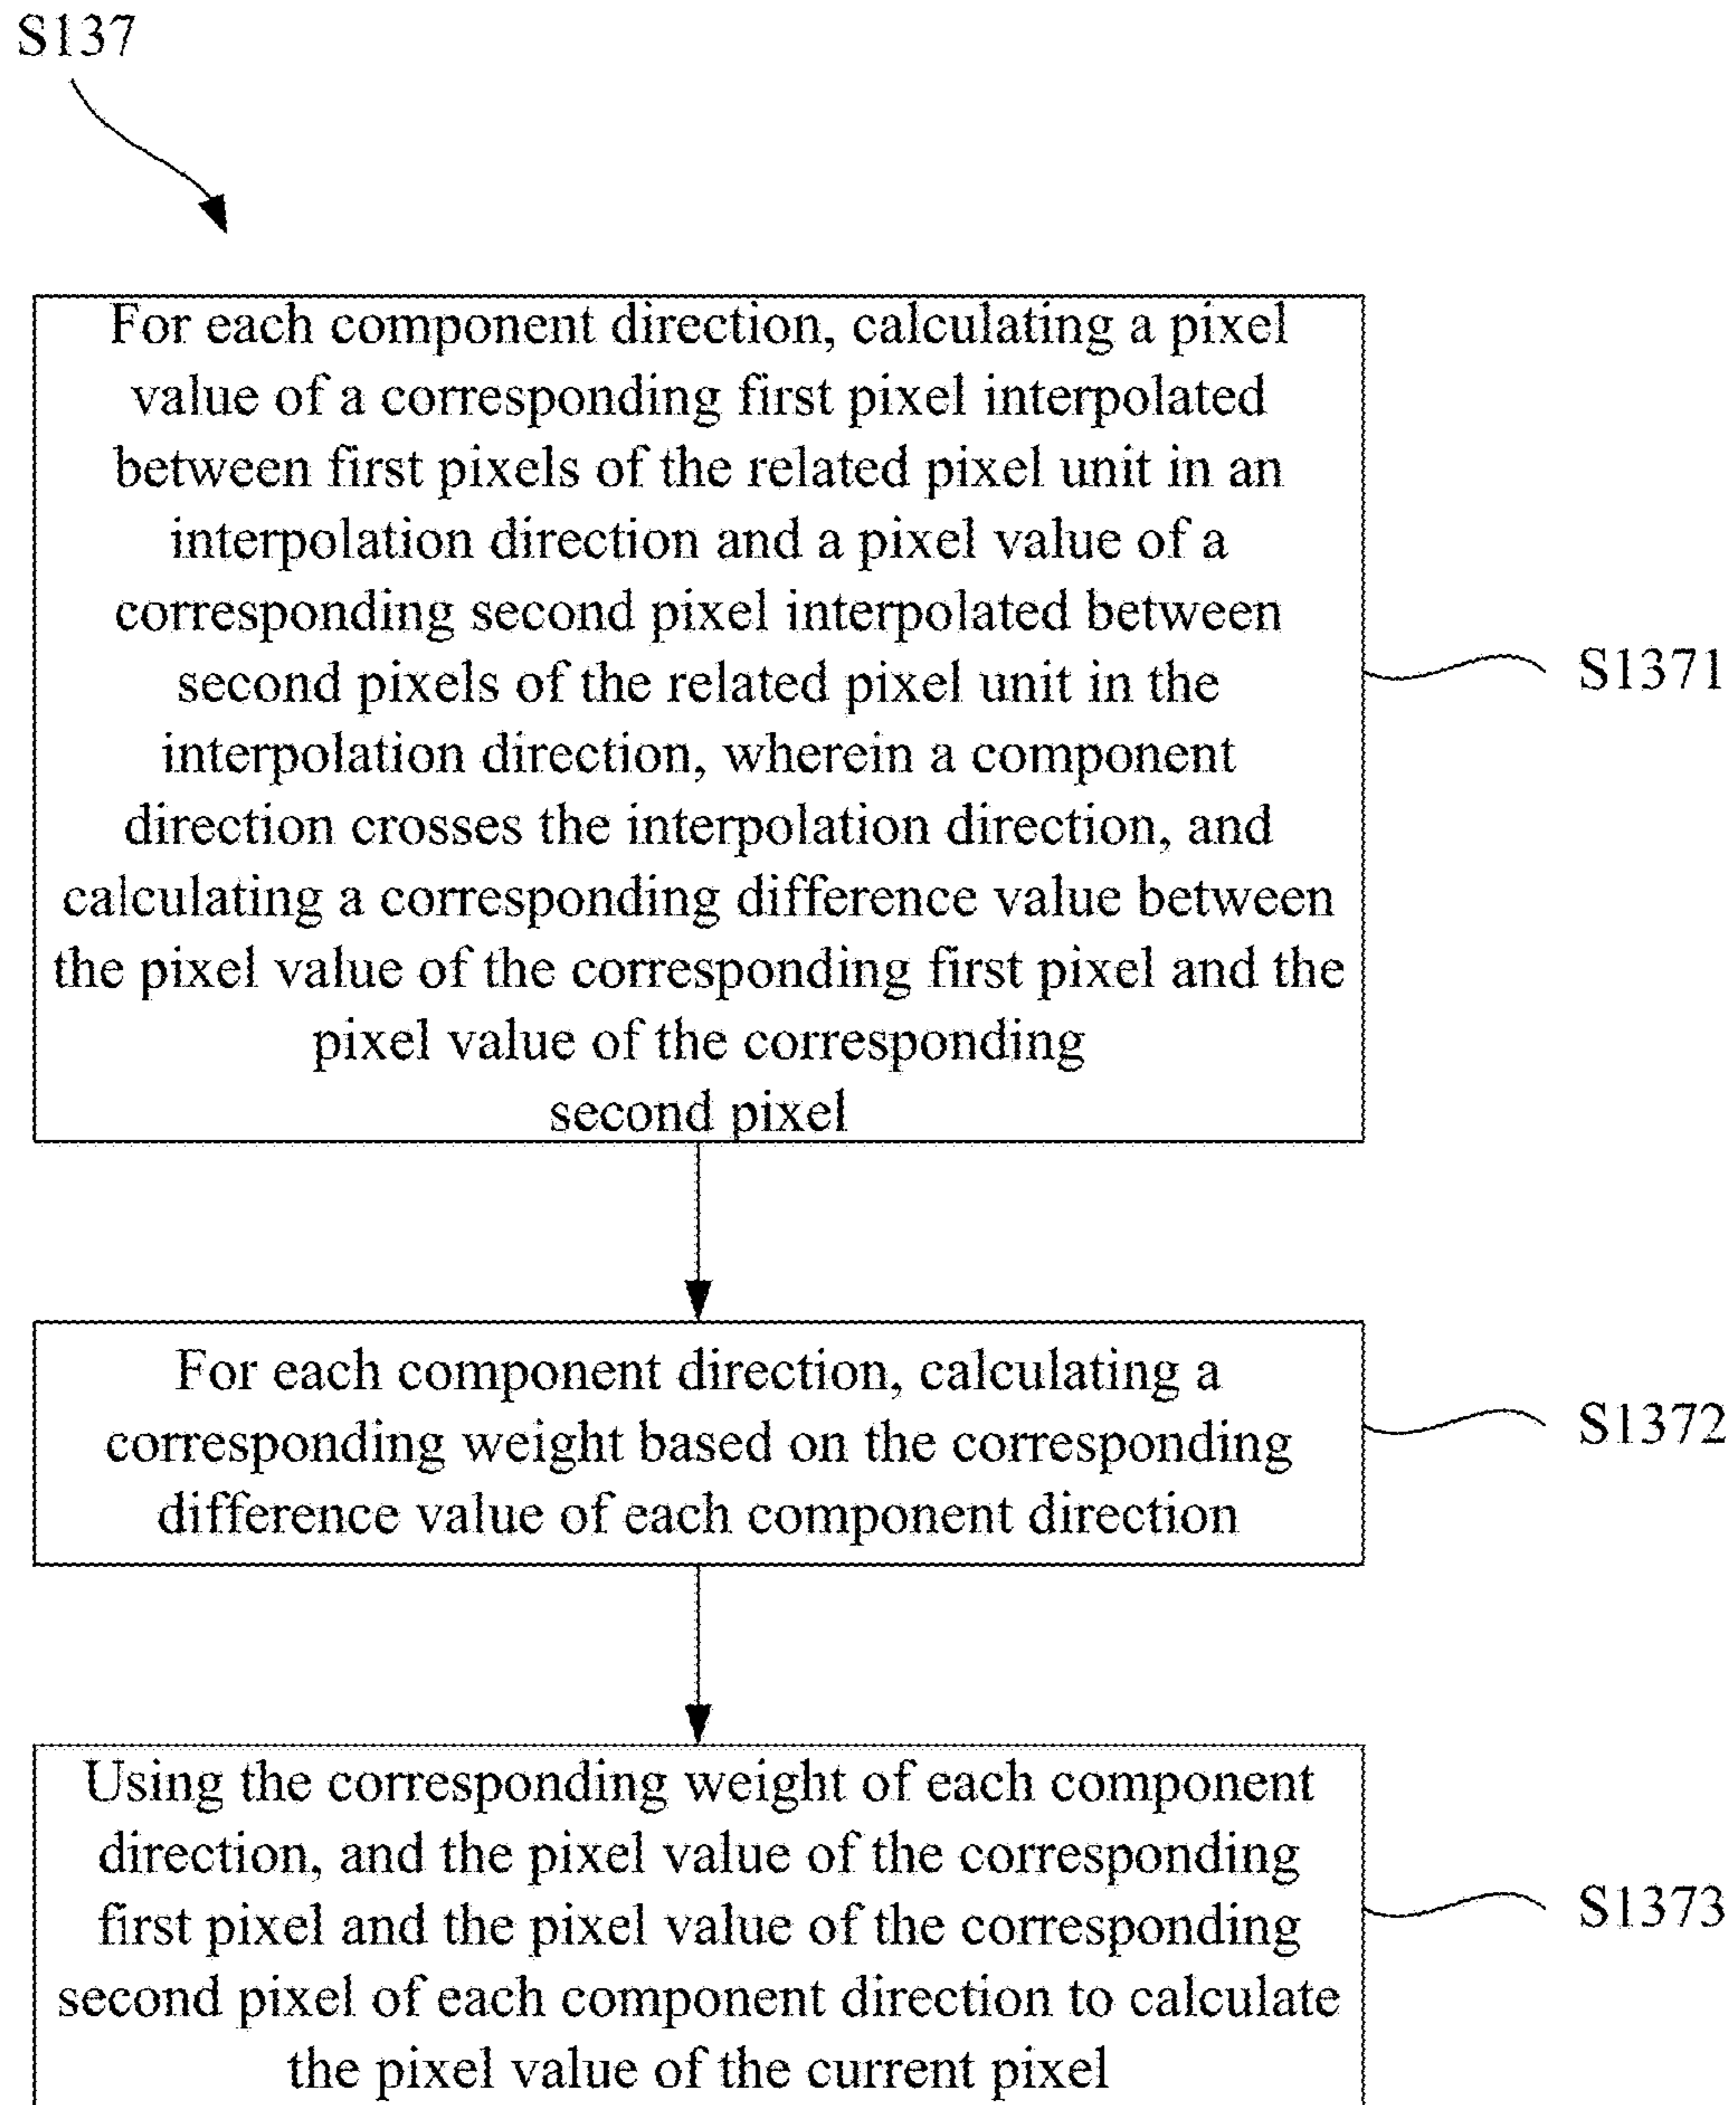 S137
For each component direction, calculating a pixel
value of a corresponding first pixel interpolated
between first pixels of the related pixel unit in an
interpolation direction and a pixel value of a
corresponding second pixel interpolated between
second pixels of the related pixel unit in the
interpolation direction, wherein a component
direction crosses the interpolation direction, and
calculating a corresponding difference value between
the pixel value of the corresponding first pixel and the
pixel value of the corresponding
second pixel
S1371
For each component direction, calculating a
corresponding weight based on the corresponding
difference value of each component direction
S1372
Using the corresponding weight of each component
direction, and the pixel value of the corresponding
first pixel and the pixel value of the corresponding
second pixel of each component direction to calculate
the pixel value of the current pixel
S1373